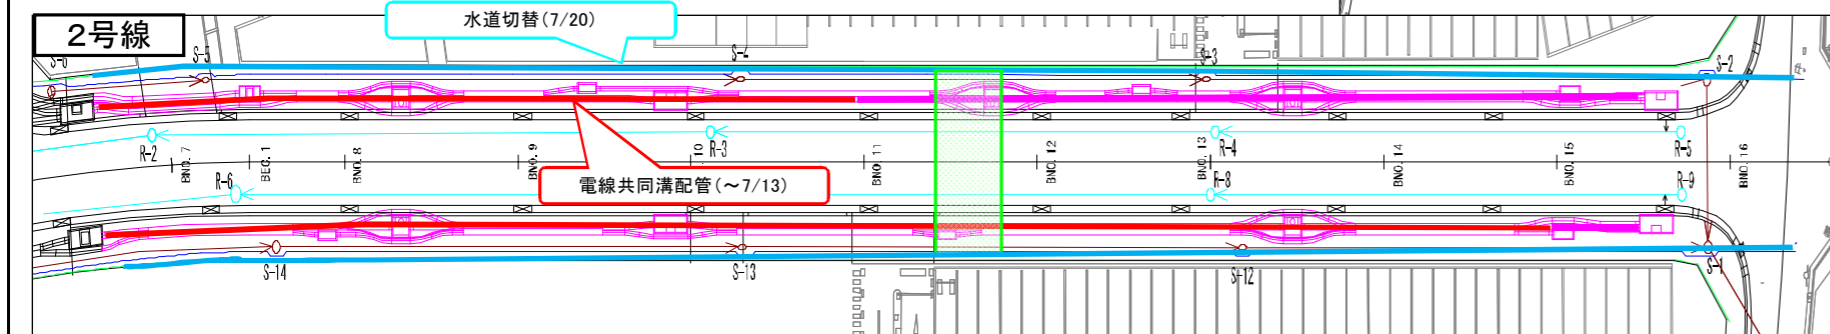 水道切替(7/20)
2号線
S-6
S-5
S-4
S-3
S-2
R-2
R-3
R-4
R-5
BNO.7
BEC.1
BNO.8
BNO.9
BNO.11
BNO.12
BNO.13
BNO.14
BNO.15
BNO.16
R-6
電線共同溝配管(~7/13)
R-8
R-9
S-14
S-13
S-12
S-1